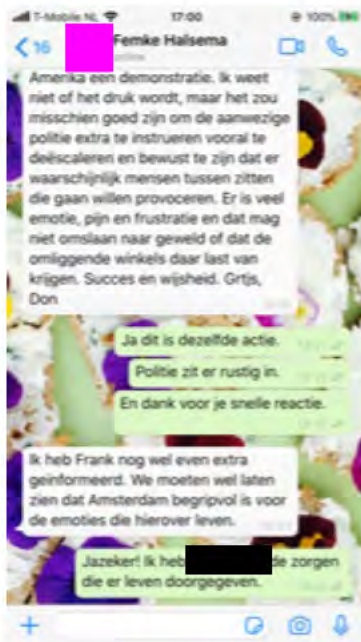 T-Mobile NL 17:00 100%
16 Femke Halsema
online
Amerika een demonstratie. Ik weet
niet of het druk wordt, maar het zou
misschien goed zijn om de aanwezige
politie extra te instrueren vooral te
deëscaleren en bewust te zijn dat er
waarschijnlijk mensen tussen zitten
die gaan willen provoceren. Er is veel
emotie, pijn en frustratie en dat mag
niet omslaan naar geweld of dat de
omliggende winkels daar last van
krijgen. Succes en wijsheid. Grtjs,
Don
Ja dit is dezelfde actie.
Politie zit er rustig in.
En dank voor je snelle reactie.
Ik heb Frank nog wel even extra
geinformeerd. We moeten wel laten
zien dat Amsterdam begripvol is voor
de emoties die hierover leven.
Jazeker! Ik heb de zorgen
die er leven doorgegeven.